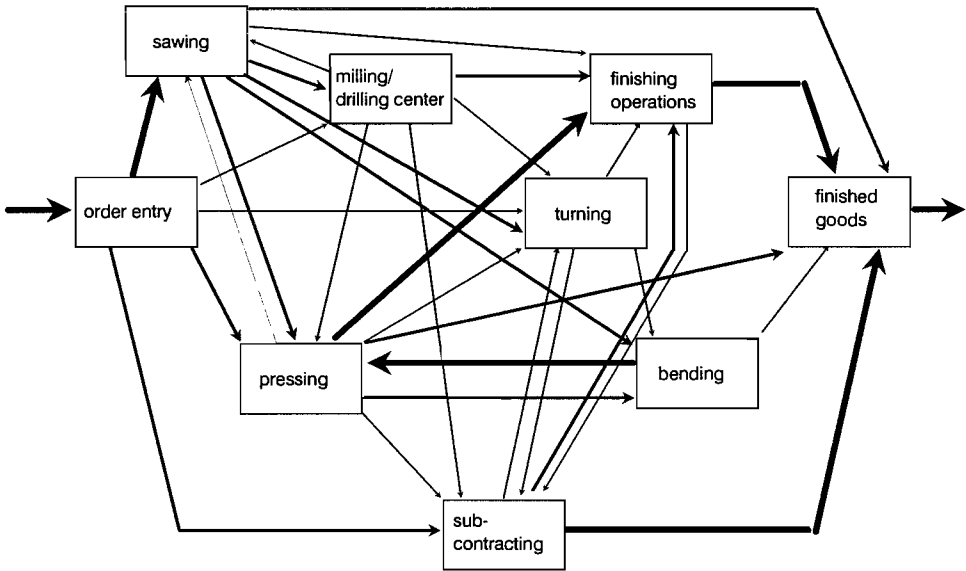 sawing
milling/
drilling center
finishing
operations
order entry
turning
finished
goods
pressing
bending
sub-
contracting